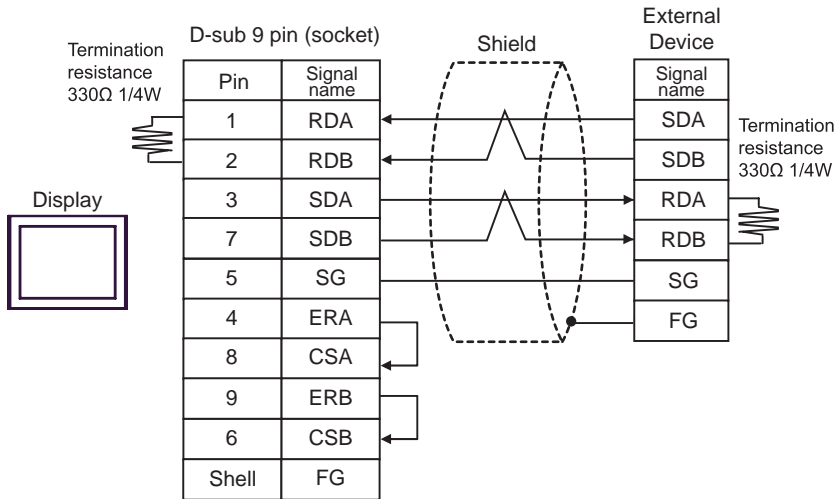 D-sub 9 pin (socket)
Shield
External
Device
Termination
resistance
330Ω 1/4W
Pin
Signal
name
Signal
name
1
RDA
SDA
2
RDB
SDB
Termination
resistance
330Ω 1/4W
Display
3
SDA
RDA
7
SDB
RDB
5
SG
SG
4
ERA
FG
8
CSA
9
ERB
6
CSB
Shell
FG